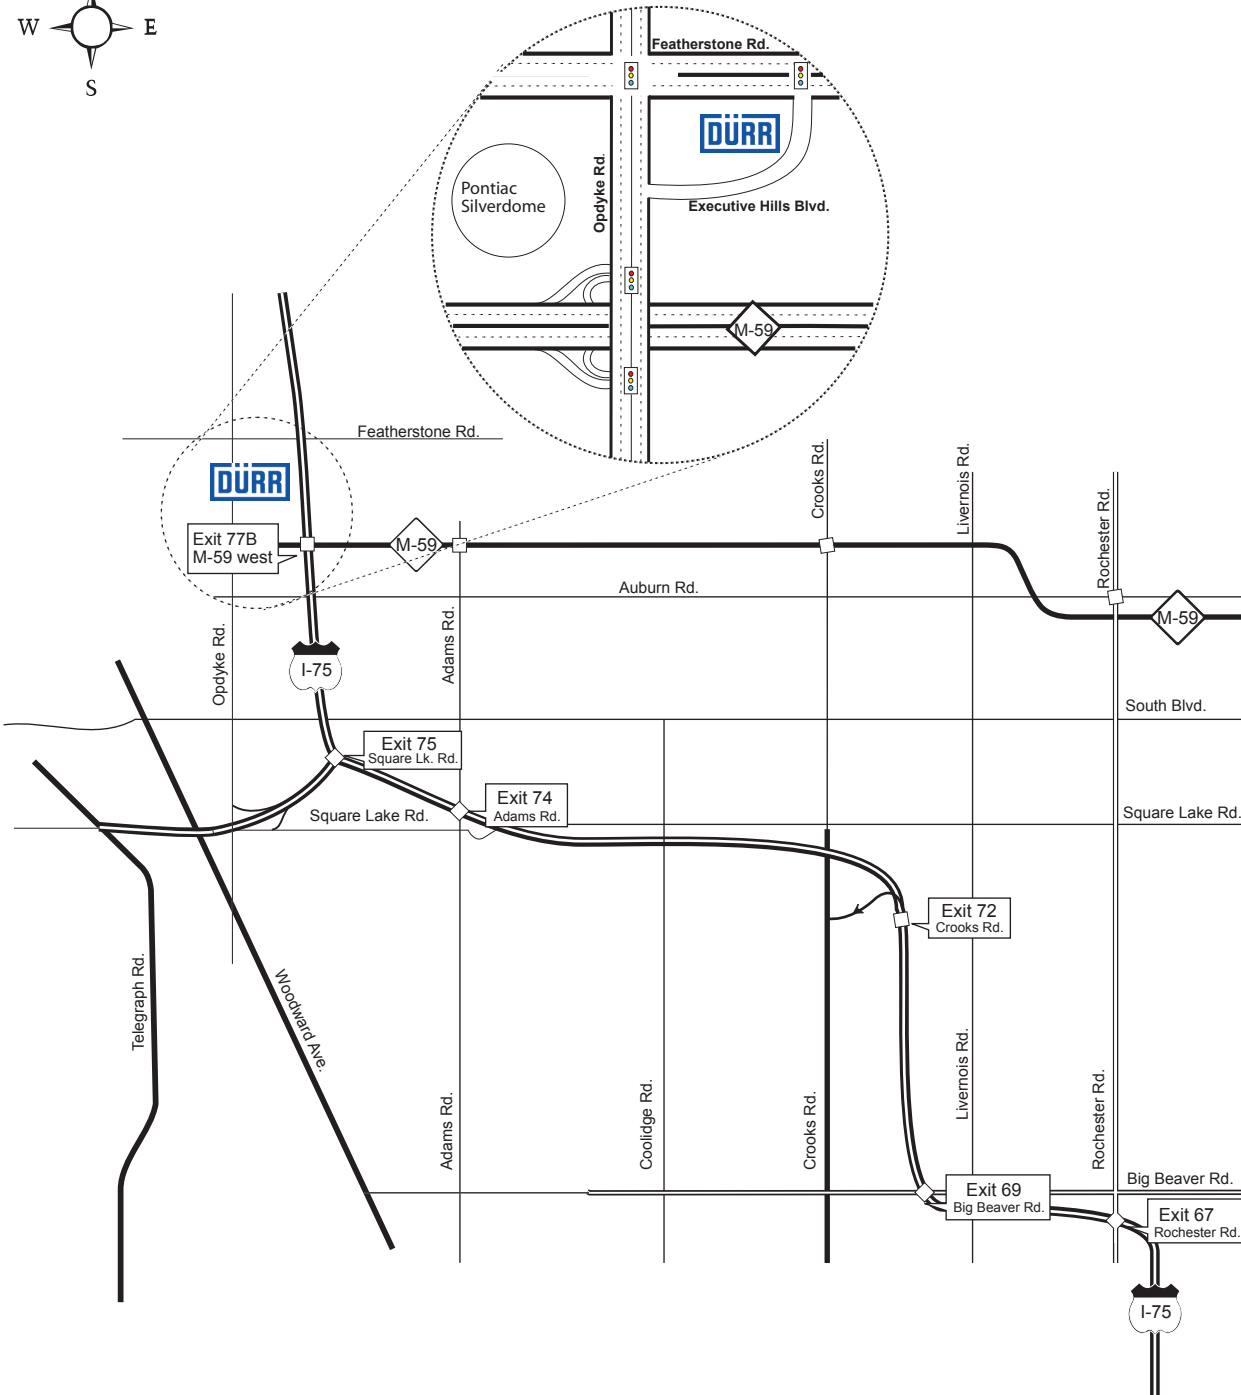 W
E
S
Featherstone Rd.
DÜRR
Pontiac
Silverdome
Opdyke Rd.
Executive Hills Blvd.
M-59
Featherstone Rd.
DÜRR
Exit 77B
M-59 west
M-59
Crooks Rd.
Livernois Rd.
Rochester Rd.
Auburn Rd.
M-59
Opdyke Rd.
Adams Rd.
I-75
South Blvd.
Exit 75
Square Lk. Rd.
Exit 74
Adams Rd.
Square Lake Rd.
Square Lake Rd.
Exit 72
Crooks Rd.
Telegraph Rd.
Woodward Ave.
Adams Rd.
Coolidge Rd.
Crooks Rd.
Livernois Rd.
Rochester Rd.
Big Beaver Rd.
Exit 69
Big Beaver Rd.
Exit 67
Rochester Rd.
I-75